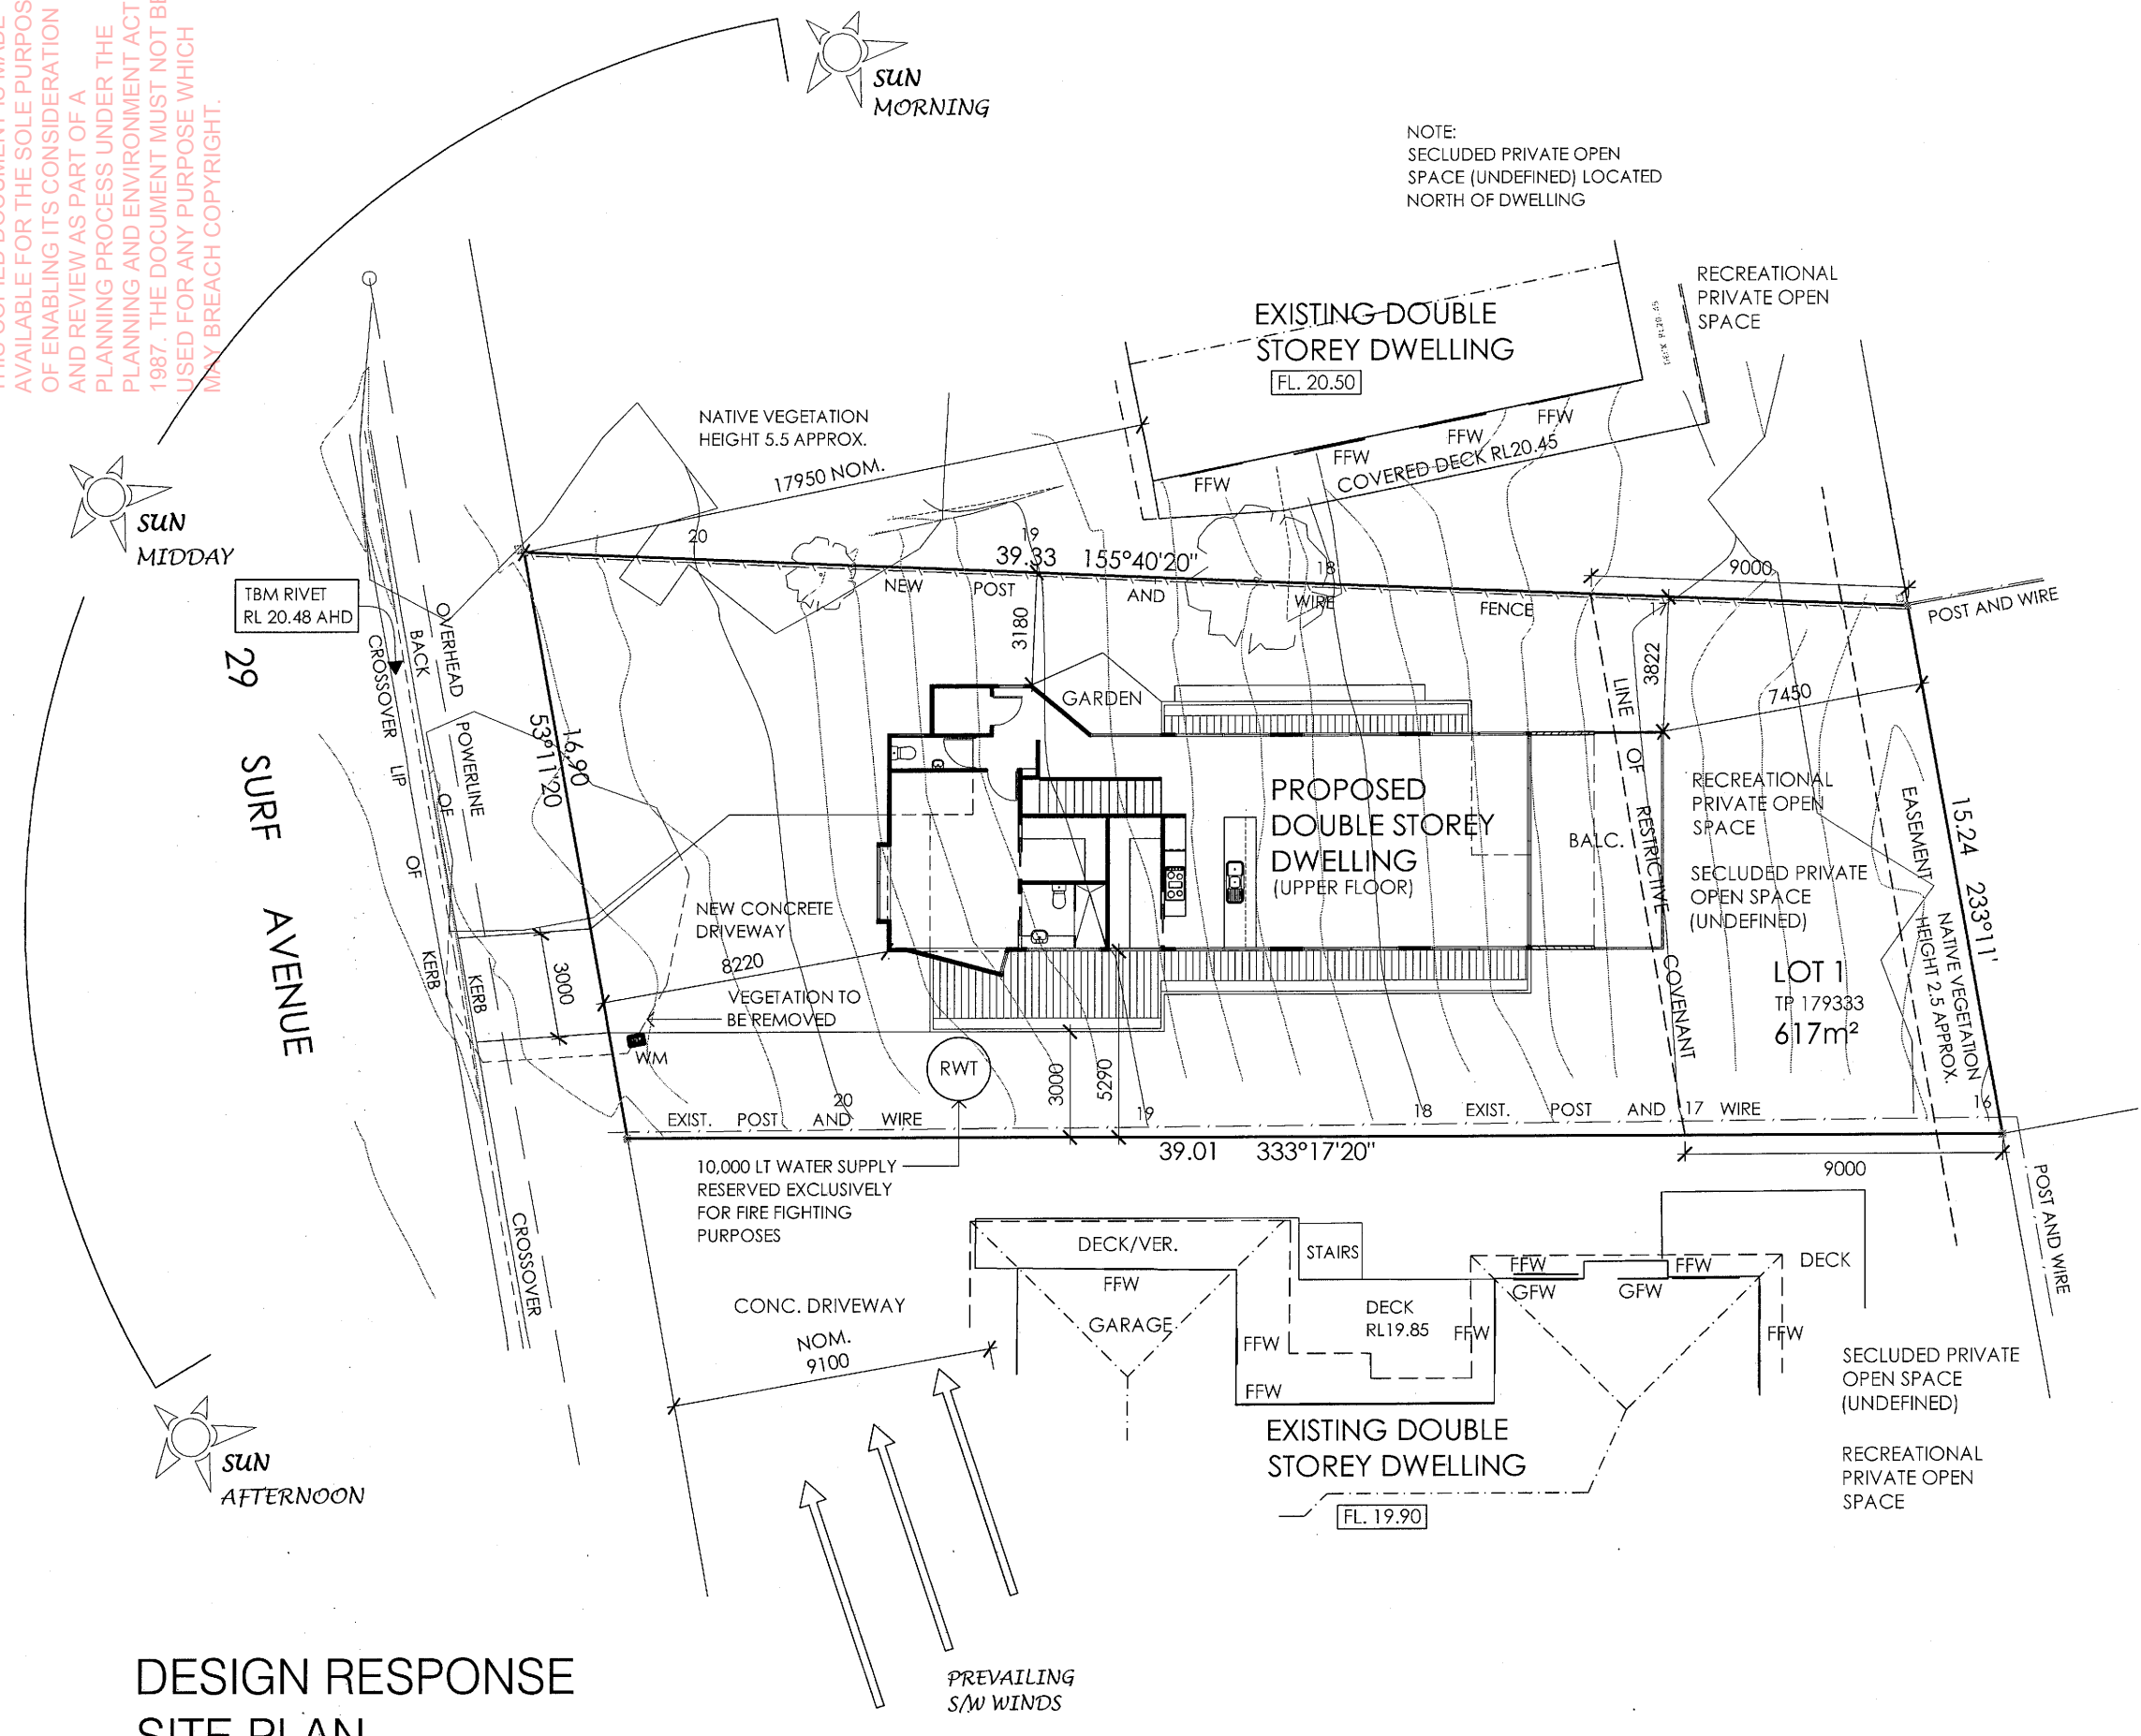 AVAILABLE FOR THE SOLE PURPOS
OF ENABLING ITS CONSIDERATION
AND REVIEW AS PART OF A
PLANNING PROCESS UNDER THE
PLANNING AND ENVIRONMENT ACT
1987. THE DOCUMENT MUST NOT BE
USED FOR ANY PURPOSE WHICH
MAY BREACH COPYRIGHT.
SUN
MORNING
NOTE:
SECLUDED PRIVATE OPEN
SPACE (UNDEFINED) LOCATED
NORTH OF DWELLING
RECREATIONAL
PRIVATE OPEN
SPACE
EXISTING DOUBLE
STOREY DWELLING
FL. 20.50
FFW
FFW
FFW
FFW
COVERED DECK RL20.45
NATIVE VEGETATION
HEIGHT 5.5 APPROX.
17950 NOM.
SUN
MIDDAY
TBM RIVET
RL 20.48 AHD
20
19
39.33 155°40'20"
18
17
9000
NEW POST AND WIRE FENCE
POST AND WIRE
3180
3822
7450
GARDEN
29 SURF AVENUE
CROSSOVER
BACK OF KERB
LIP OF KERB
OVERHEAD POWERLINE
16.90
53°11'20
PROPOSED
DOUBLE STOREY
DWELLING
(UPPER FLOOR)
BALC.
LINE OF RESTRICTIVE COVENANT
RECREATIONAL
PRIVATE OPEN
SPACE
SECLUDED PRIVATE
OPEN SPACE
(UNDEFINED)
EASEMENT
15.24 233°11'
NATIVE VEGETATION
HEIGHT 2.5 APPROX.
LOT 1
TP 179333
617m²
NEW CONCRETE
DRIVEWAY
8220
3000
VEGETATION TO
BE REMOVED
WM
RWT
3000
5290
20
19
18
17
16
EXIST. POST AND WIRE
EXIST. POST AND WIRE
39.01 333°17'20"
9000
POST AND WIRE
10,000 LT WATER SUPPLY
RESERVED EXCLUSIVELY
FOR FIRE FIGHTING
PURPOSES
CROSSOVER
DECK/VER.
STAIRS
FFW
GARAGE
CONC. DRIVEWAY
NOM.
9100
DECK
RL19.85
FFW
FFW
FFW
FFW
GFW
FFW
GFW
FFW
DECK
EXISTING DOUBLE
STOREY DWELLING
FL. 19.90
SECLUDED PRIVATE
OPEN SPACE
(UNDEFINED)
RECREATIONAL
PRIVATE OPEN
SPACE
SUN
AFTERNOON
PREVAILING
S/W WINDS
DESIGN RESPONSE
SITE PLAN